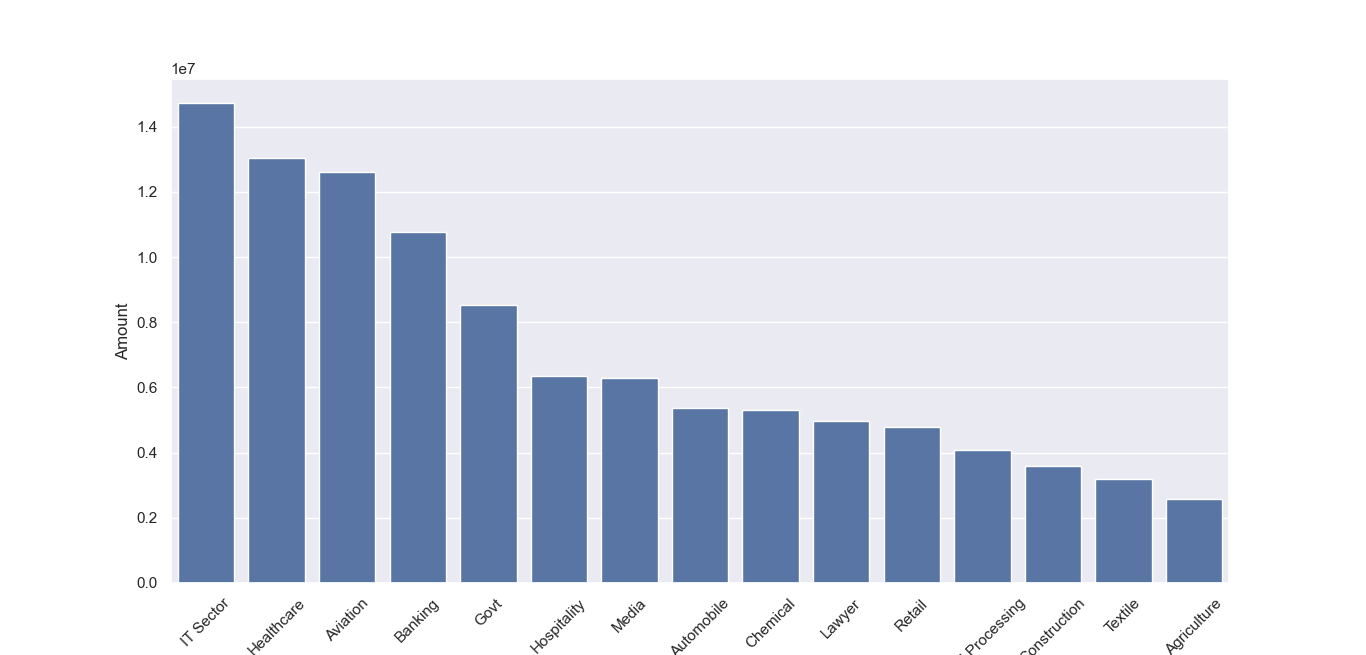 1e7
1.4
1.2
1.0
0.8
0.6
0.4
0.2
0.0
Amount
IT Sector
Healthcare
Aviation
Banking
Govt
Hospitality
Media
Automobile
Chemical
Lawyer
Retail
Processing
Construction
Textile
Agriculture